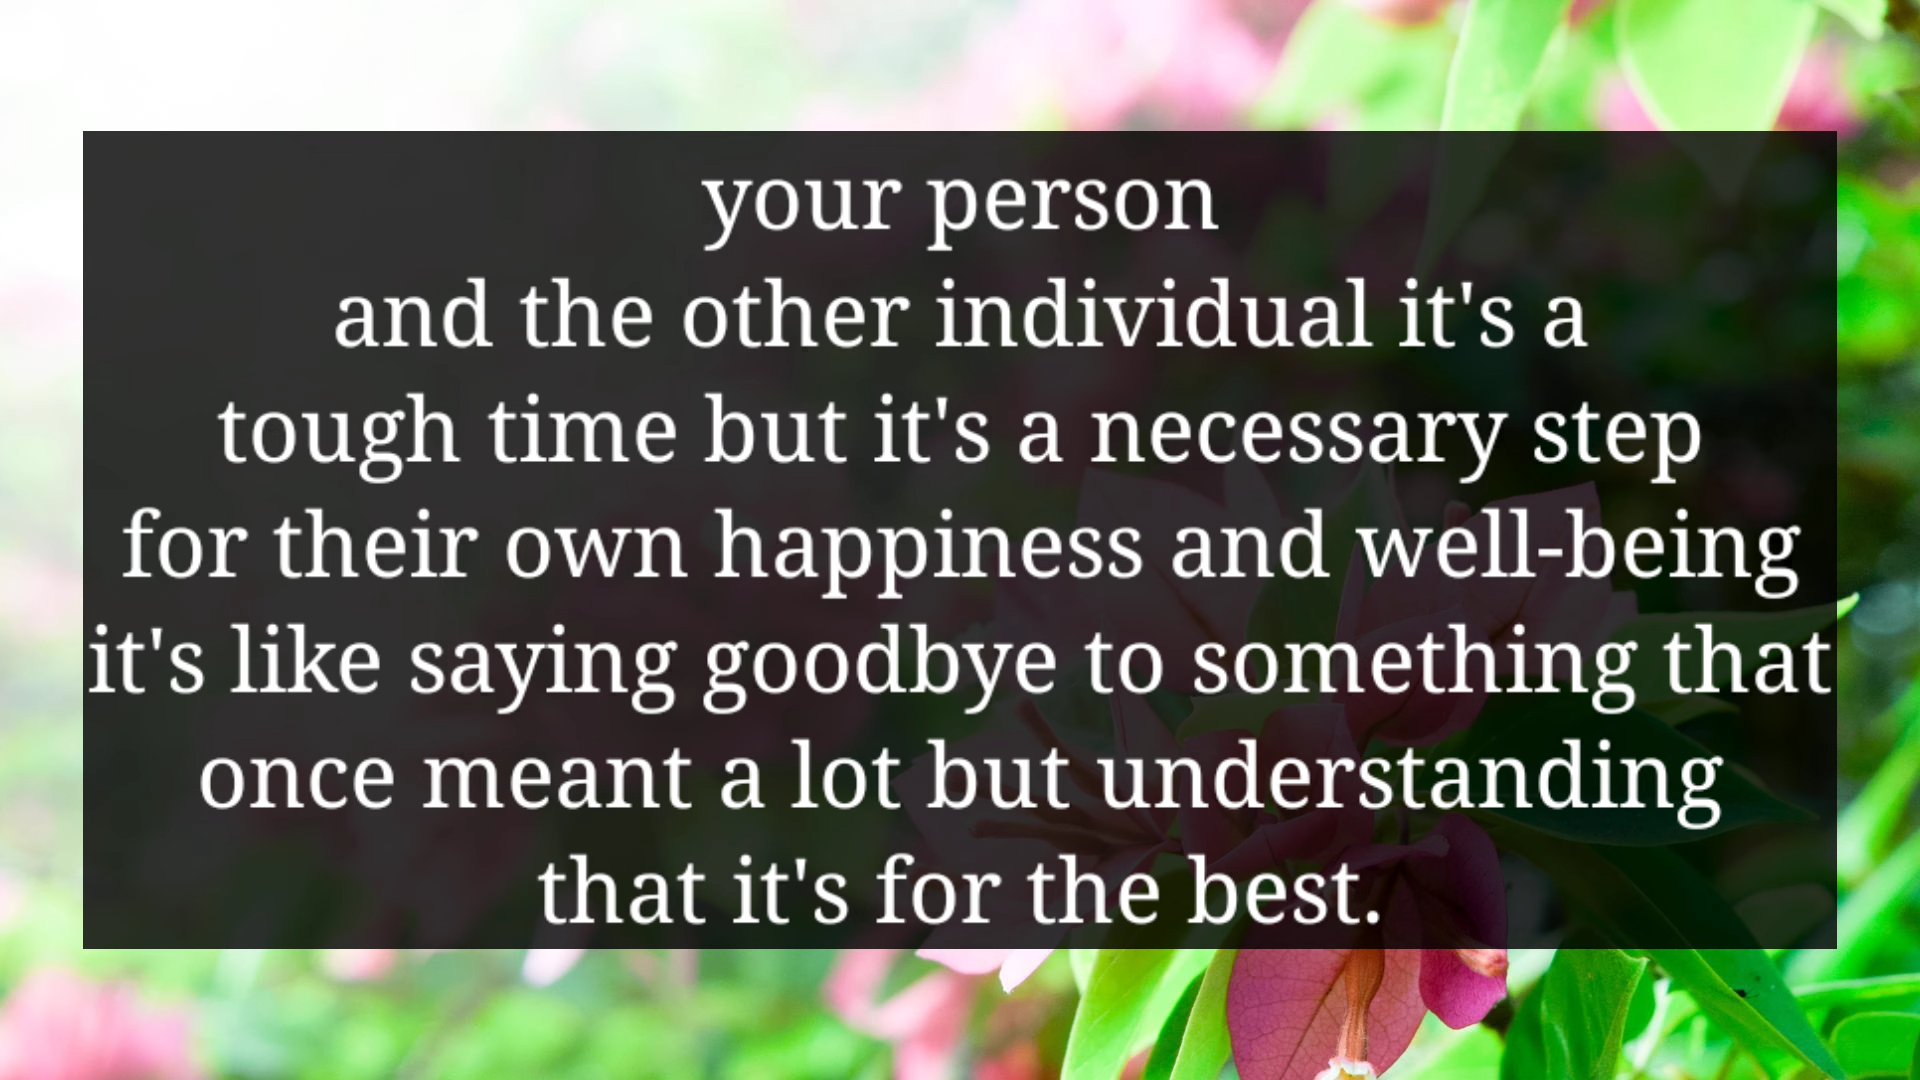 your person
and the other individual it's a
tough time but it's a necessary step
for their own happiness and well-being
it's like saying goodbye to something that
once meant a lot but understanding
that it's for the best.